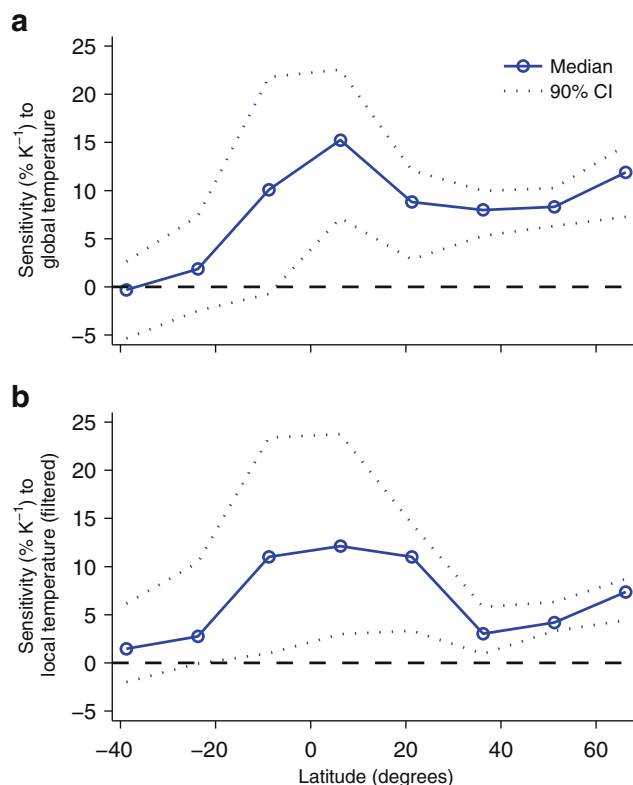 a
Sensitivity (% K⁻¹) to
global temperature
25
20
15
10
5
0
−5
Median
90% CI
b
Sensitivity (% K⁻¹) to
local temperature (filtered)
25
20
15
10
5
0
−5
−40 −20 0 20 40 60
Latitude (degrees)